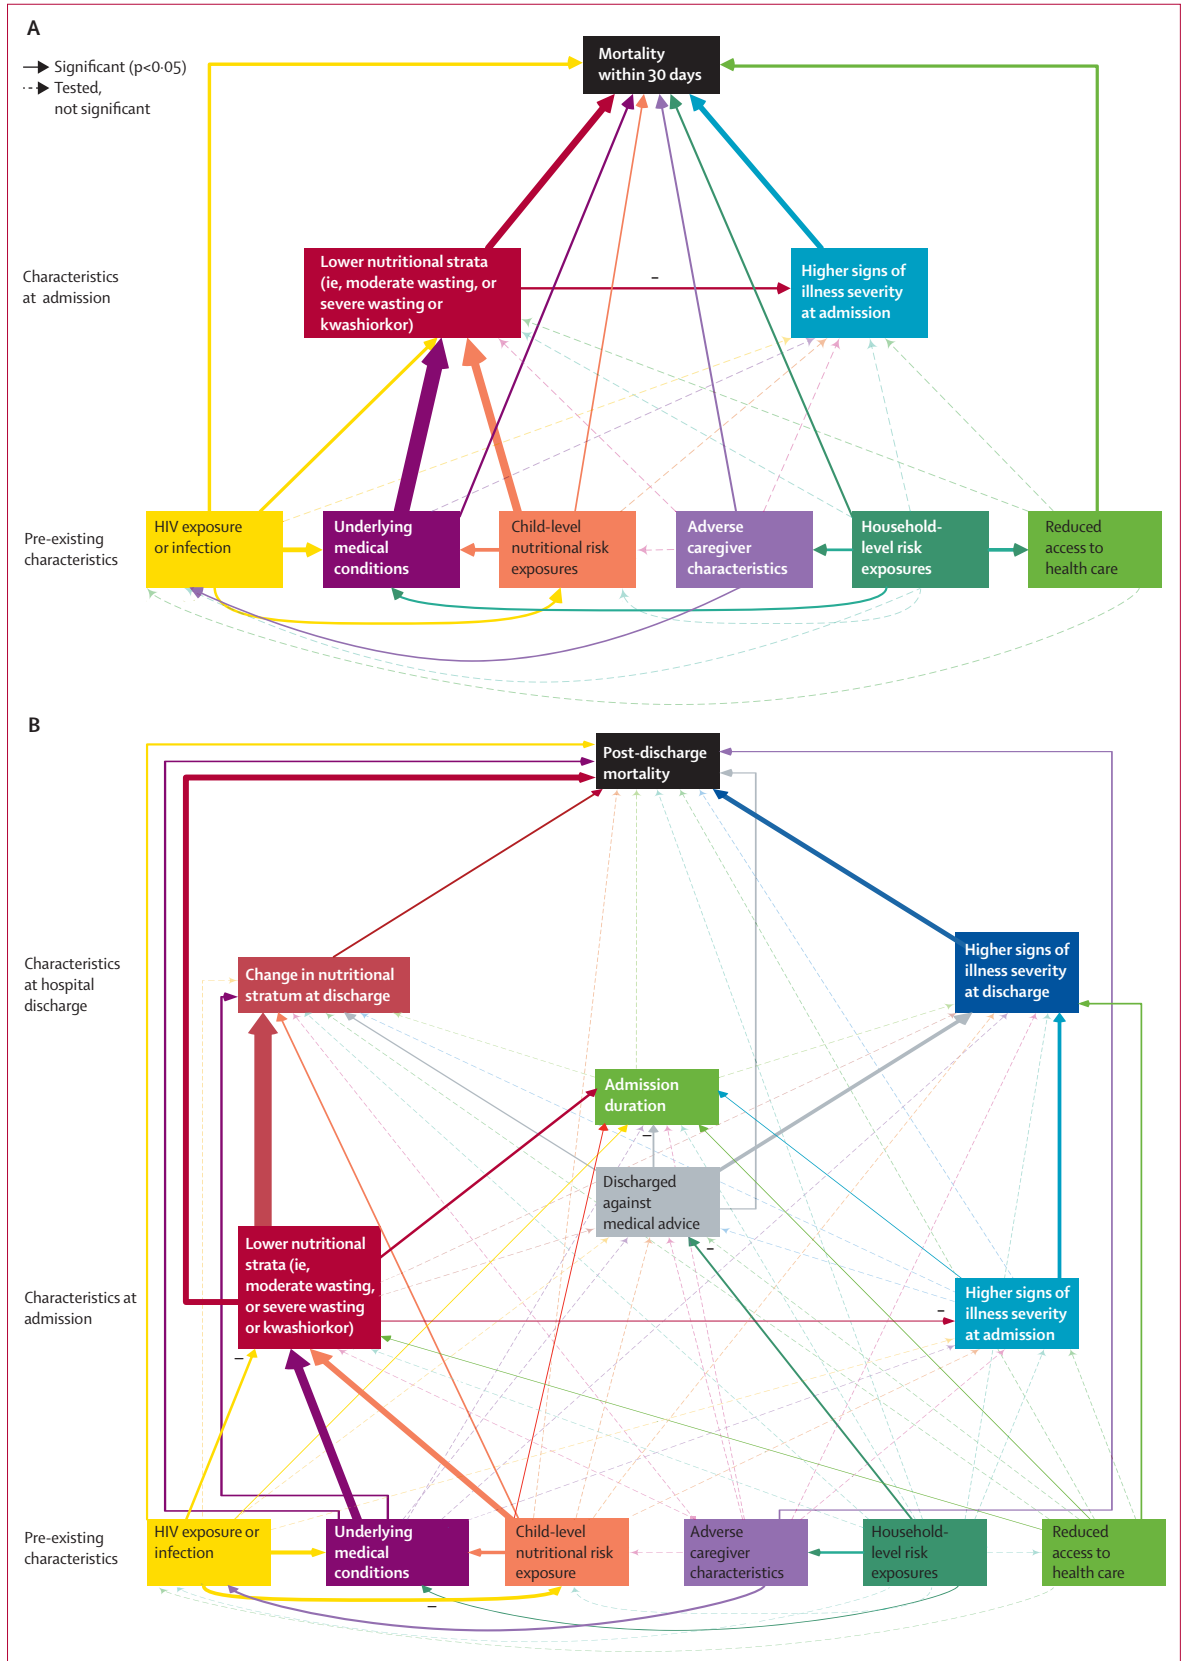 A
Significant (p<0·05)
Tested,
not significant
Mortality
within 30 days
Characteristics
at admission
Lower nutritional strata
(ie, moderate wasting, or
severe wasting or
kwashiorkor)
–
Higher signs of
illness severity
at admission
Pre-existing
characteristics
HIV exposure
or infection
Underlying
medical
conditions
Child-level
nutritional risk
exposures
Adverse
caregiver
characteristics
Household-
level risk
exposures
Reduced
access to
health care
B
Post-discharge
mortality
Characteristics
at hospital
discharge
Change in nutritional
stratum at discharge
Higher signs of
illness severity
at discharge
Admission
duration
–
Discharged
against
medical advice
–
Characteristics at
admission
Lower nutritional
strata (ie,
moderate wasting,
or severe wasting
or kwashiorkor)
–
Higher signs of
illness severity
at admission
–
Pre-existing
characteristics
HIV exposure or
infection
Underlying
medical
conditions
Child-level
nutritional risk
exposure
Adverse
caregiver
characteristics
Household-
level risk
exposures
Reduced
access to
health care
–